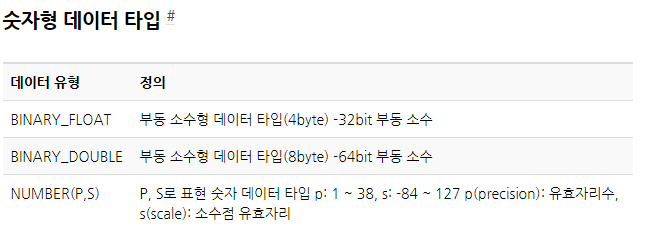 숫자형 데이터 타입 #
데이터 유형 정의
BINARY_FLOAT 부동 소수형 데이터 타입(4byte) -32bit 부동 소수
BINARY_DOUBLE 부동 소수형 데이터 타입(8byte) -64bit 부동 소수
NUMBER(P,S) P, S로 표현 숫자 데이터 타입 p: 1 ~ 38, s: -84 ~ 127 p(precision): 유효자리수,
s(scale): 소수점 유효자리